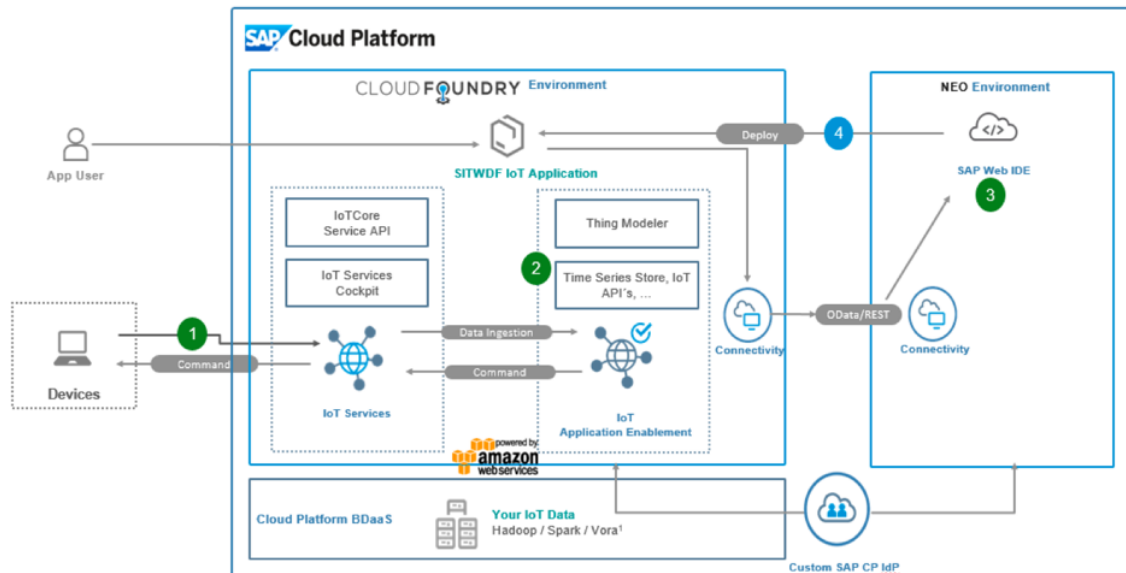 SAP Cloud Platform
CLOUD FOUNDRY Environment
NEO Environment
App User
SITWDF IoT Application
Deploy
4
</>
SAP Web IDE
3
IoTCore
Service API
IoT Services
Cockpit
Thing Modeler
2
Time Series Store, IoT
API´s, ...
1
Command
Devices
IoT Services
Data Ingestion
Command
IoT
Application Enablement
Connectivity
OData/REST
Connectivity
powered by
amazon
webservices
Cloud Platform BDaaS
Your IoT Data
Hadoop / Spark / Vora¹
Custom SAP CP IdP